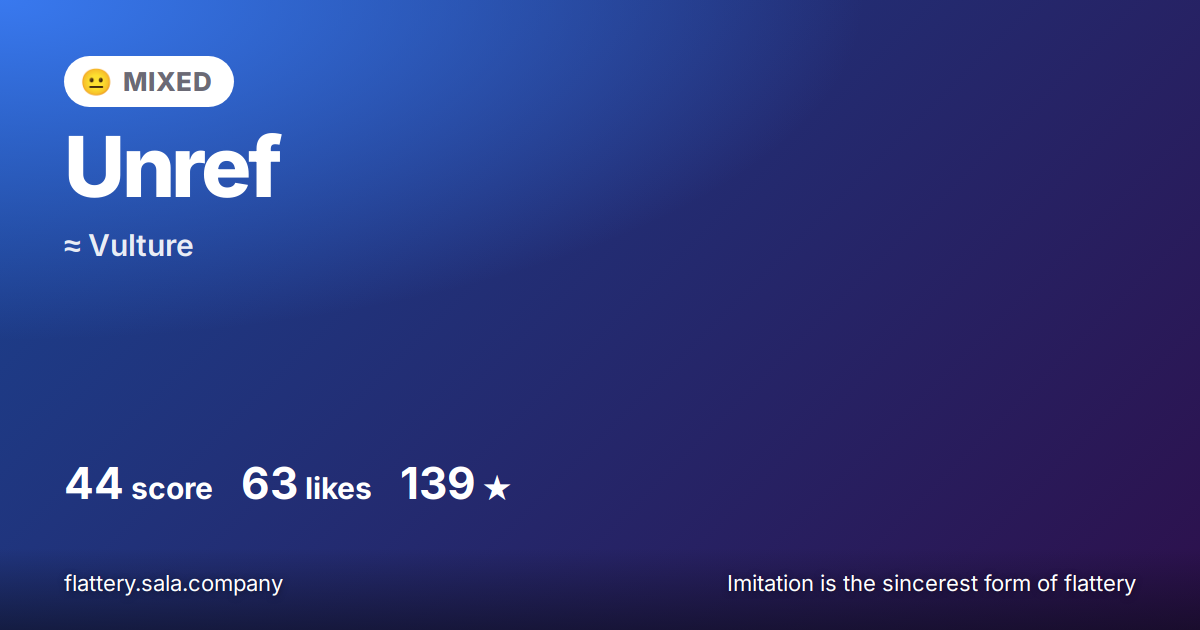 😐 MIXED
Unref
≈ Vulture
44 score 63 likes 139 ★
flattery.sala.company
Imitation is the sincerest form of flattery